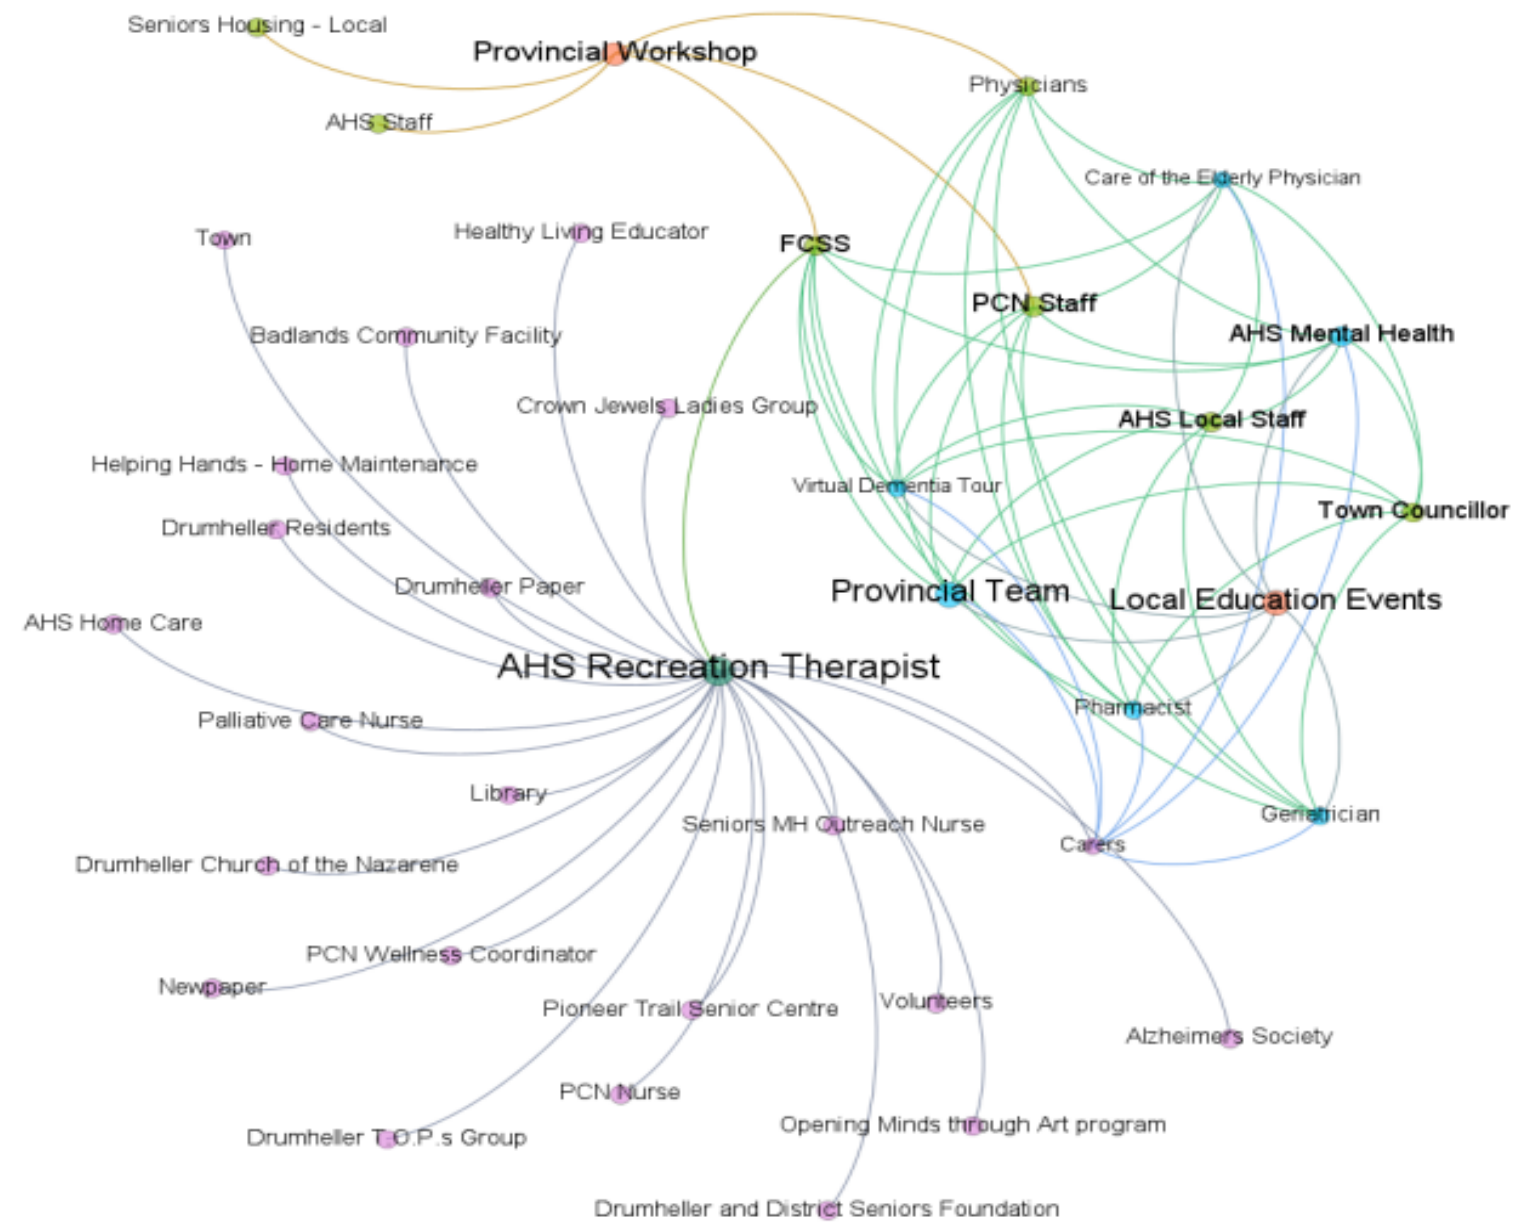 Seniors Housing - Local
Provincial Workshop
Physicians
AHS Staff
Care of the Elderly Physician
Town
Healthy Living Educator
FCSS
PCN Staff
Badlands Community Facility
AHS Mental Health
Crown Jewels Ladies Group
AHS Local Staff
Helping Hands - Home Maintenance
Virtual Dementia Tour
Town Councillor
Drumheller Residents
Drumheller Paper
Provincial Team
Local Education Events
AHS Home Care
AHS Recreation Therapist
Pharmacist
Palliative Care Nurse
Library
Seniors MH Outreach Nurse
Geriatrician
Carers
Drumheller Church of the Nazarene
PCN Wellness Coordinator
Newpaper
Pioneer Trail Senior Centre
Volunteers
Alzheimers Society
PCN Nurse
Opening Minds through Art program
Drumheller T.O.P.s Group
Drumheller and District Seniors Foundation